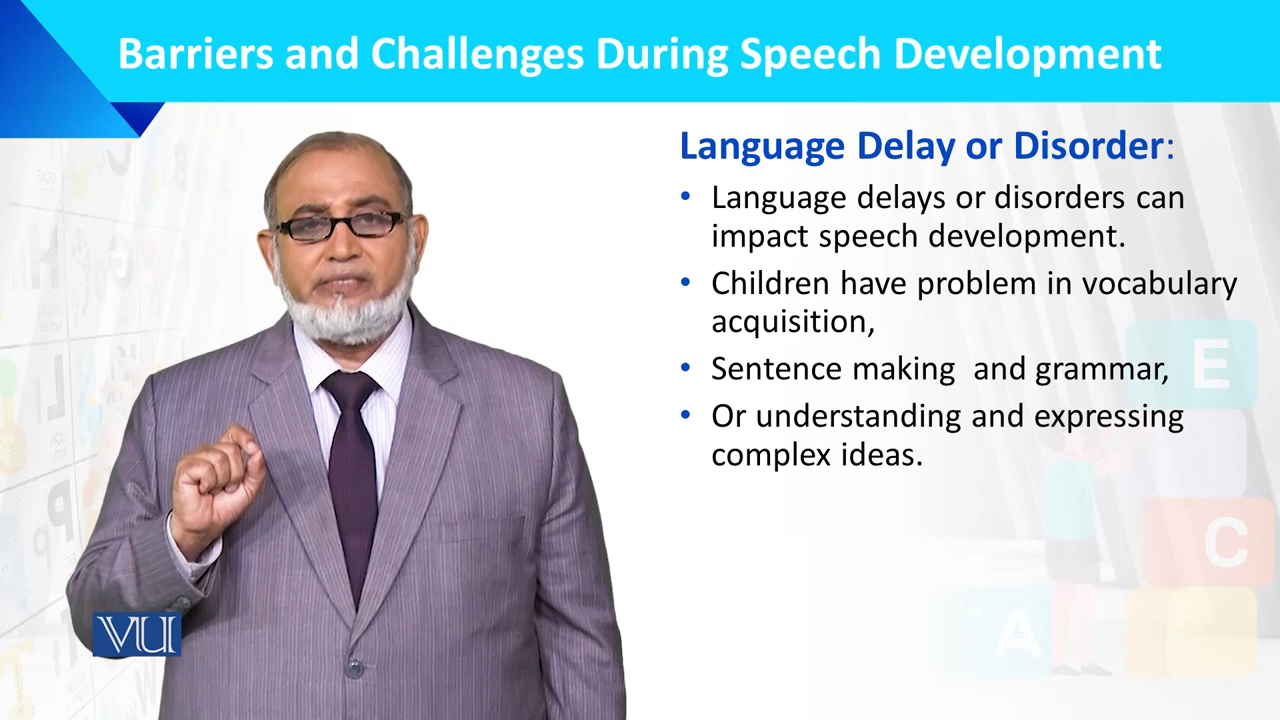 Barriers and Challenges During Speech Development
Language Delay or Disorder:
• Language delays or disorders can
impact speech development.
• Children have problem in vocabulary
acquisition,
• Sentence making  and grammar,
• Or understanding and expressing
complex ideas.
E
C
A
VU